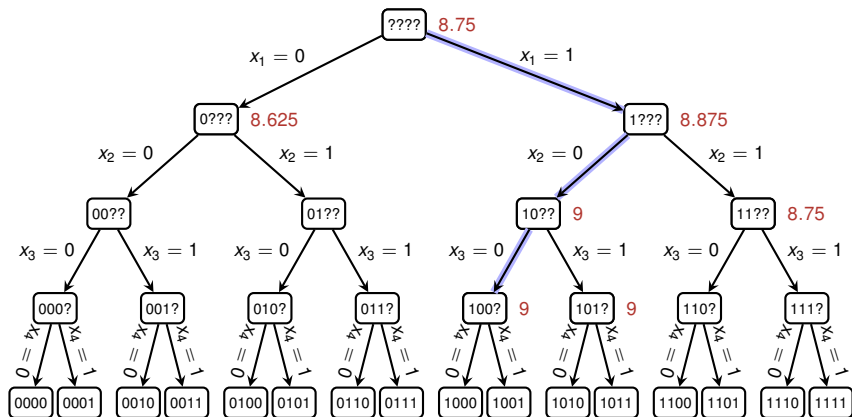 ???? 8.75
x₁ = 0 x₁ = 1
0??? 8.625 1??? 8.875
x₂ = 0 x₂ = 1 x₂ = 0 x₂ = 1
00?? 01?? 10?? 9 11?? 8.75
x₃ = 0 x₃ = 1 x₃ = 0 x₃ = 1 x₃ = 0 x₃ = 1 x₃ = 0 x₃ = 1
000? 001? 010? 011? 100? 9 101? 9 110? 111?
x₄ = 0 x₄ = 1 x₄ = 0 x₄ = 1 x₄ = 0 x₄ = 1 x₄ = 0 x₄ = 1 x₄ = 0 x₄ = 1 x₄ = 0 x₄ = 1 x₄ = 0 x₄ = 1 x₄ = 0 x₄ = 1
0000 0001 0010 0011 0100 0101 0110 0111 1000 1001 1010 1011 1100 1101 1110 1111